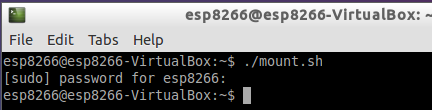 esp8266@esp8266-VirtualBox: ~
File Edit Tabs Help
esp8266@esp8266-VirtualBox:~$ ./mount.sh
[sudo] password for esp8266:
esp8266@esp8266-VirtualBox:~$